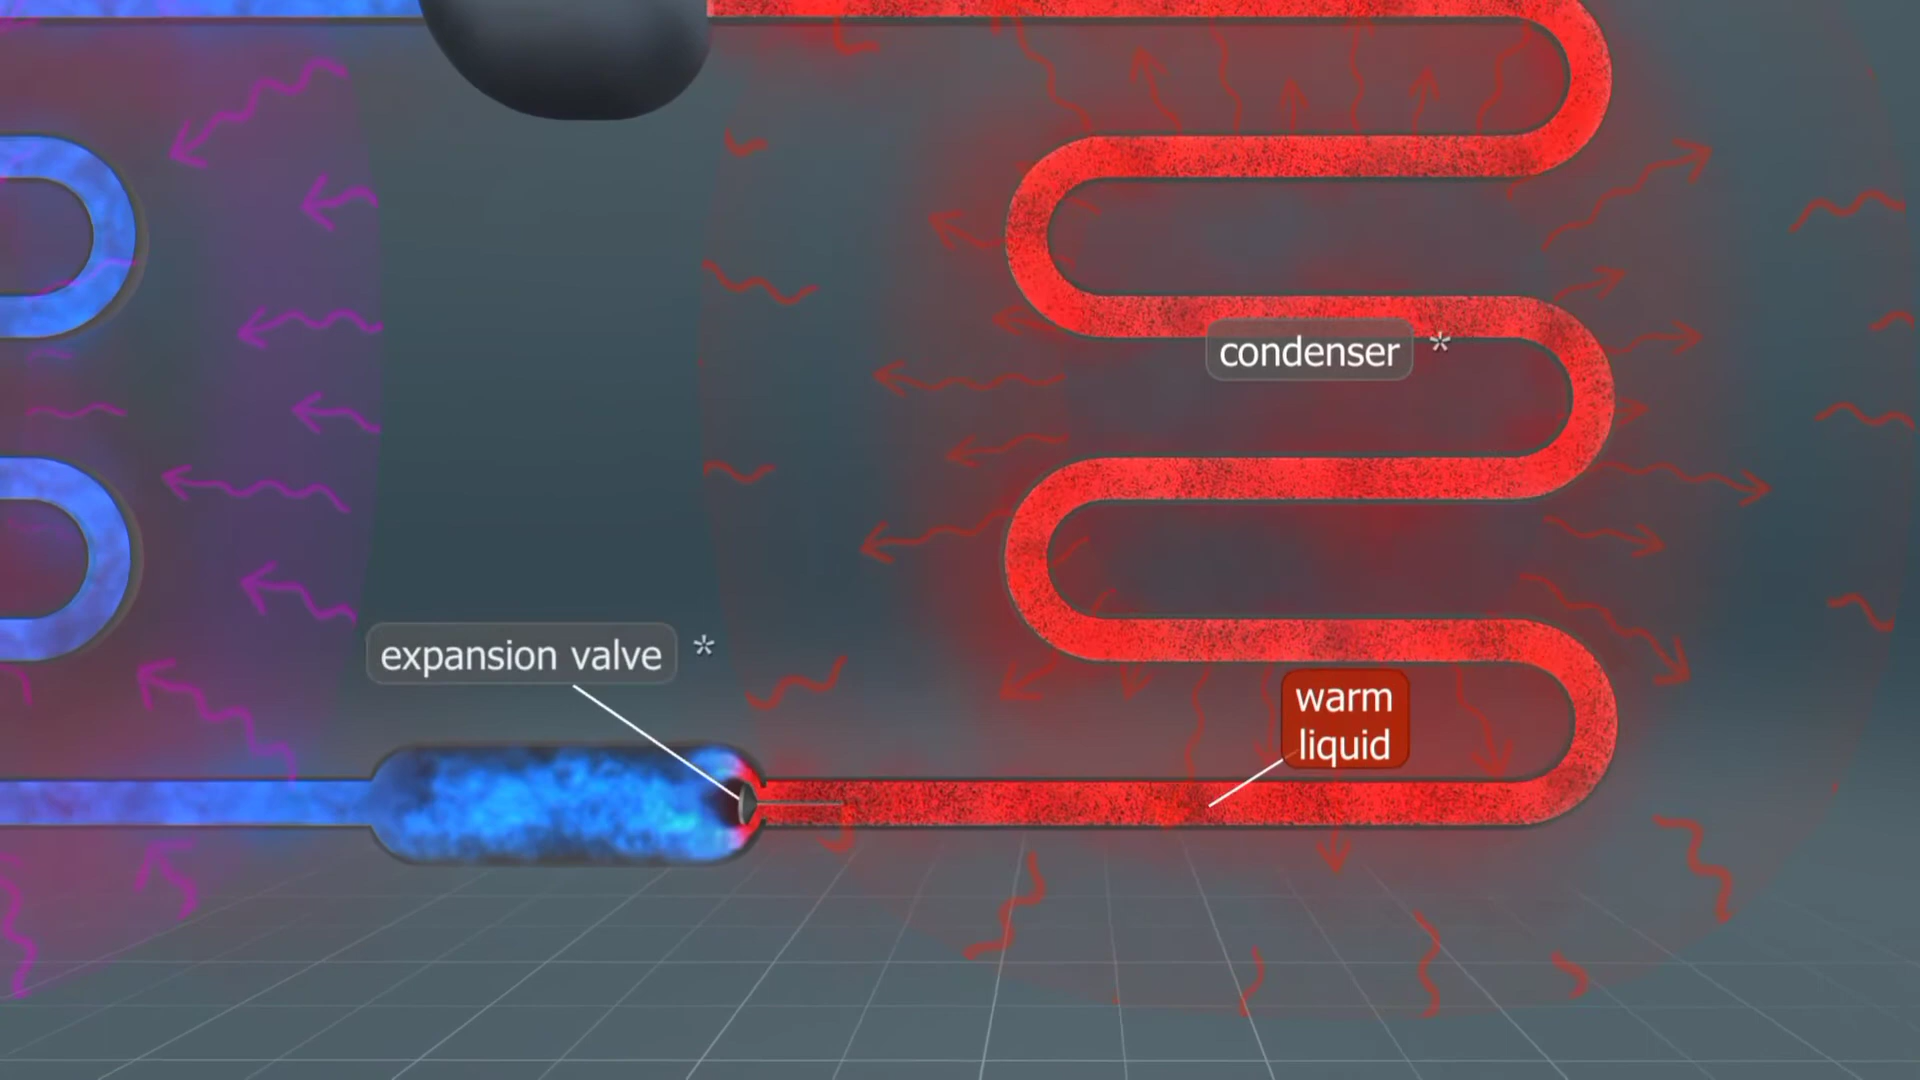 condenser *
expansion valve *
warm
liquid